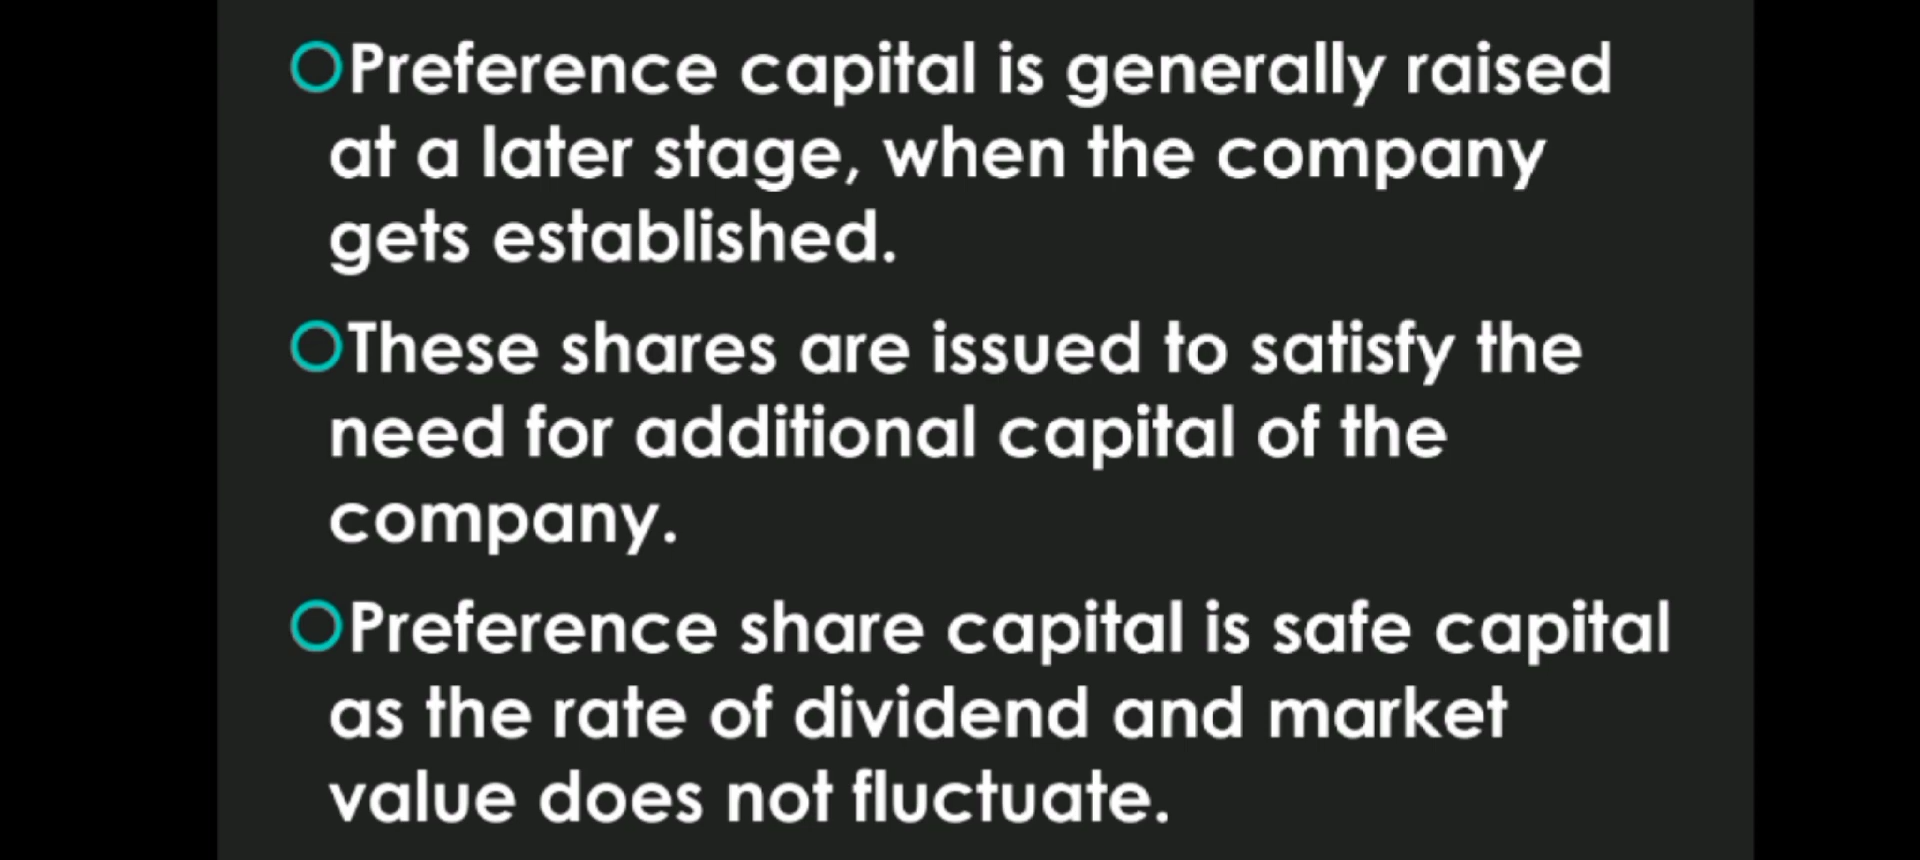 Preference capital is generally raised
at a later stage, when the company
gets established.
These shares are issued to satisfy the
need for additional capital of the
company.
Preference share capital is safe capital
as the rate of dividend and market
value does not fluctuate.